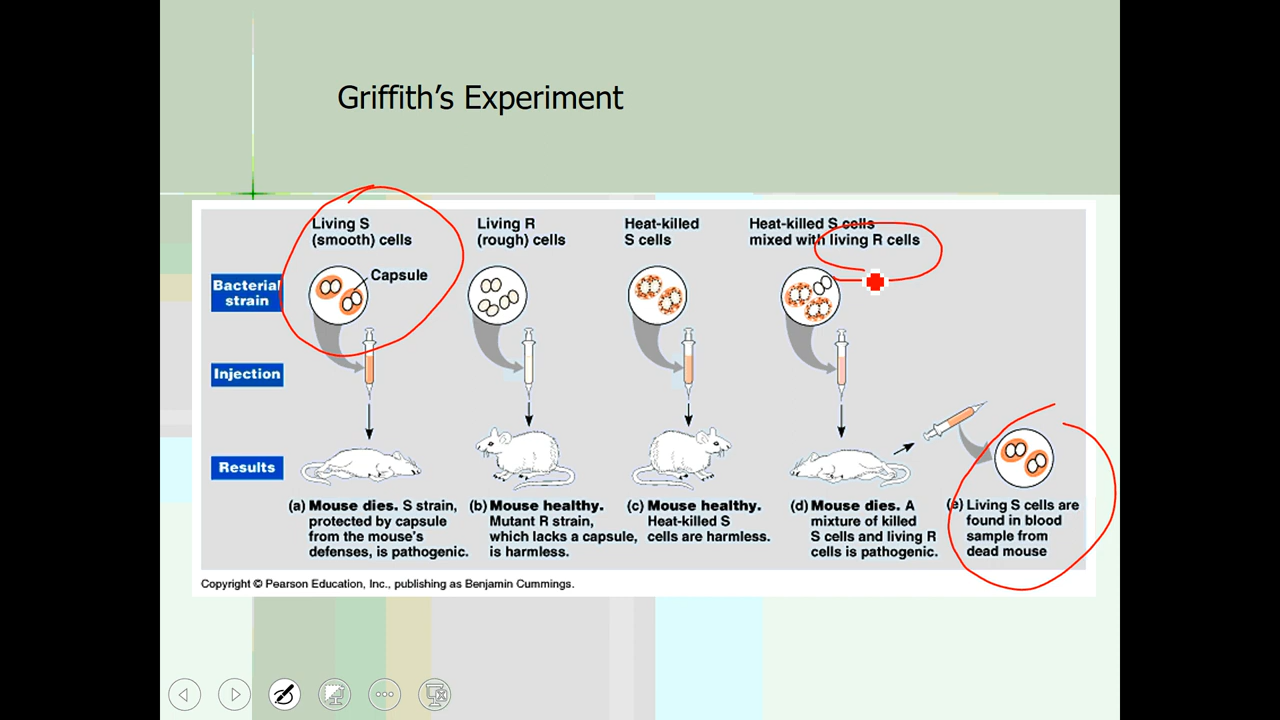 Griffith’s Experiment
Living S
(smooth) cells
Living R
(rough) cells
Heat-killed
S cells
Heat-killed S cells
mixed with living R cells
Capsule
Bacterial
strain
Injection
Results
(a) Mouse dies. S strain,
protected by capsule
from the mouse's
defenses, is pathogenic.
(b) Mouse healthy.
Mutant R strain,
which lacks a capsule,
is harmless.
(c) Mouse healthy.
Heat-killed S
cells are harmless.
(d) Mouse dies. A
mixture of killed
S cells and living R
cells is pathogenic.
(e) Living S cells are
found in blood
sample from
dead mouse
Copyright © Pearson Education, Inc., publishing as Benjamin Cummings.